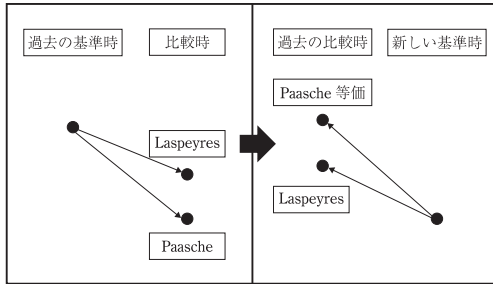 過去の基準時
比較時
Laspeyres
Paasche
過去の比較時
新しい基準時
Paasche 等価
Laspeyres